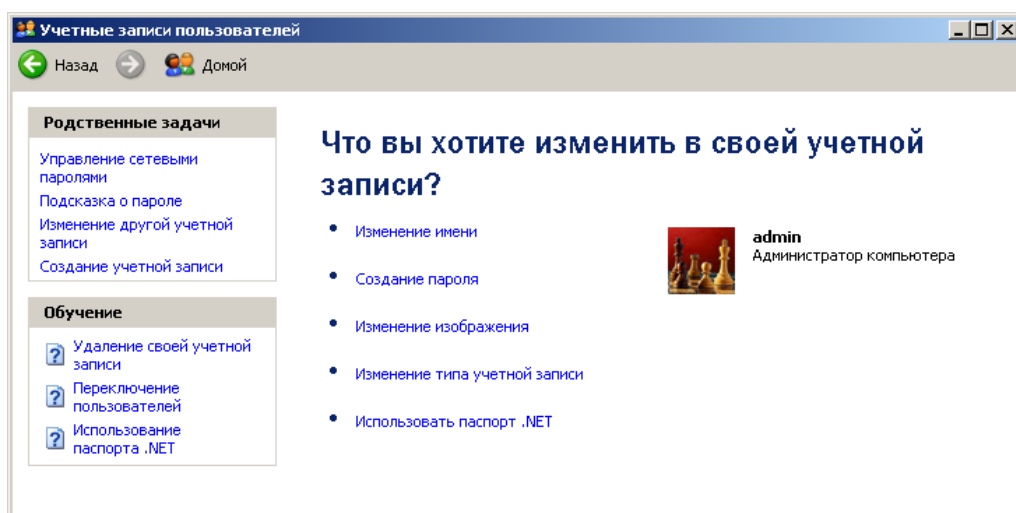 Учетные записи пользователей
Назад Домой
Родственные задачи
Управление сетевыми
паролями
Подсказка о пароле
Изменение другой учетной
записи
Создание учетной записи
Обучение
Удаление своей учетной
записи
Переключение
пользователей
Использование
паспорта .NET
Что вы хотите изменить в своей учетной
записи?
Изменение имени
Создание пароля
Изменение изображения
Изменение типа учетной записи
Использовать паспорт .NET
admin
Администратор компьютера